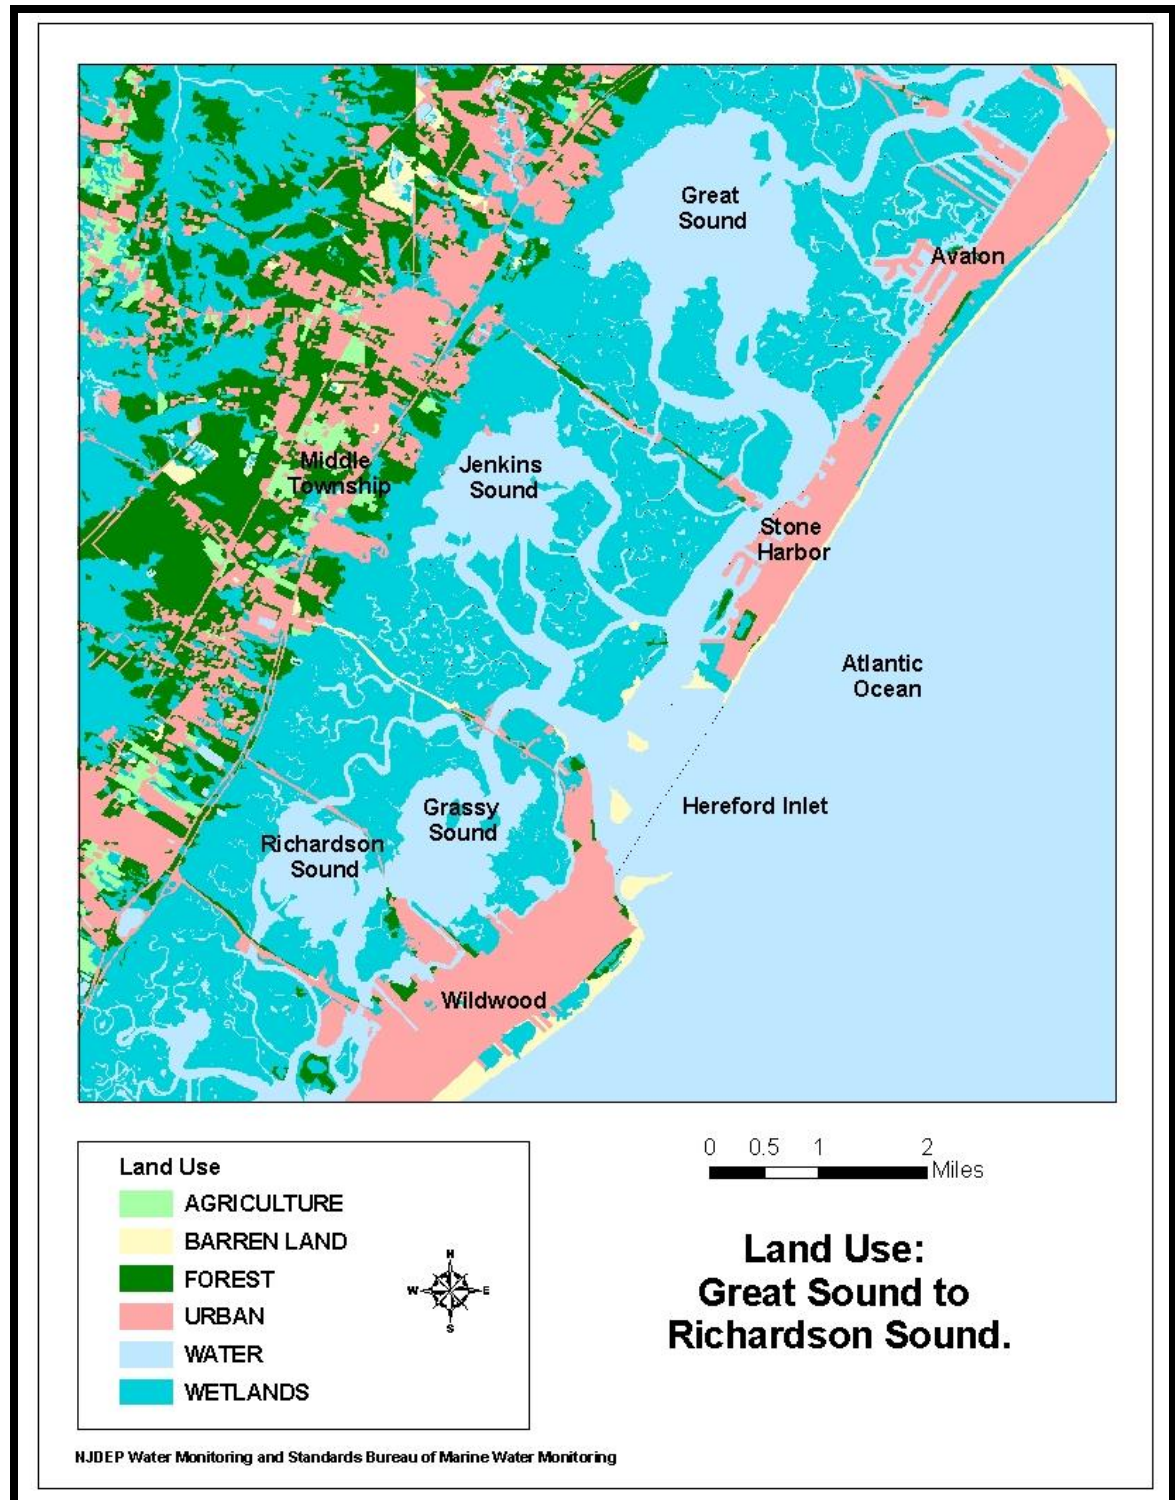 Great
Sound
Avalon
Middle
Township
Jenkins
Sound
Stone
Harbor
Atlantic
Ocean
Hereford Inlet
Grassy
Sound
Richardson
Sound
Wildwood
Land Use
AGRICULTURE
BARREN LAND
FOREST
URBAN
WATER
WETLANDS
N
W E
S
0 0.5 1 2
Miles
Land Use:
Great Sound to
Richardson Sound.
NJDEP Water Monitoring and Standards Bureau of Marine Water Monitoring